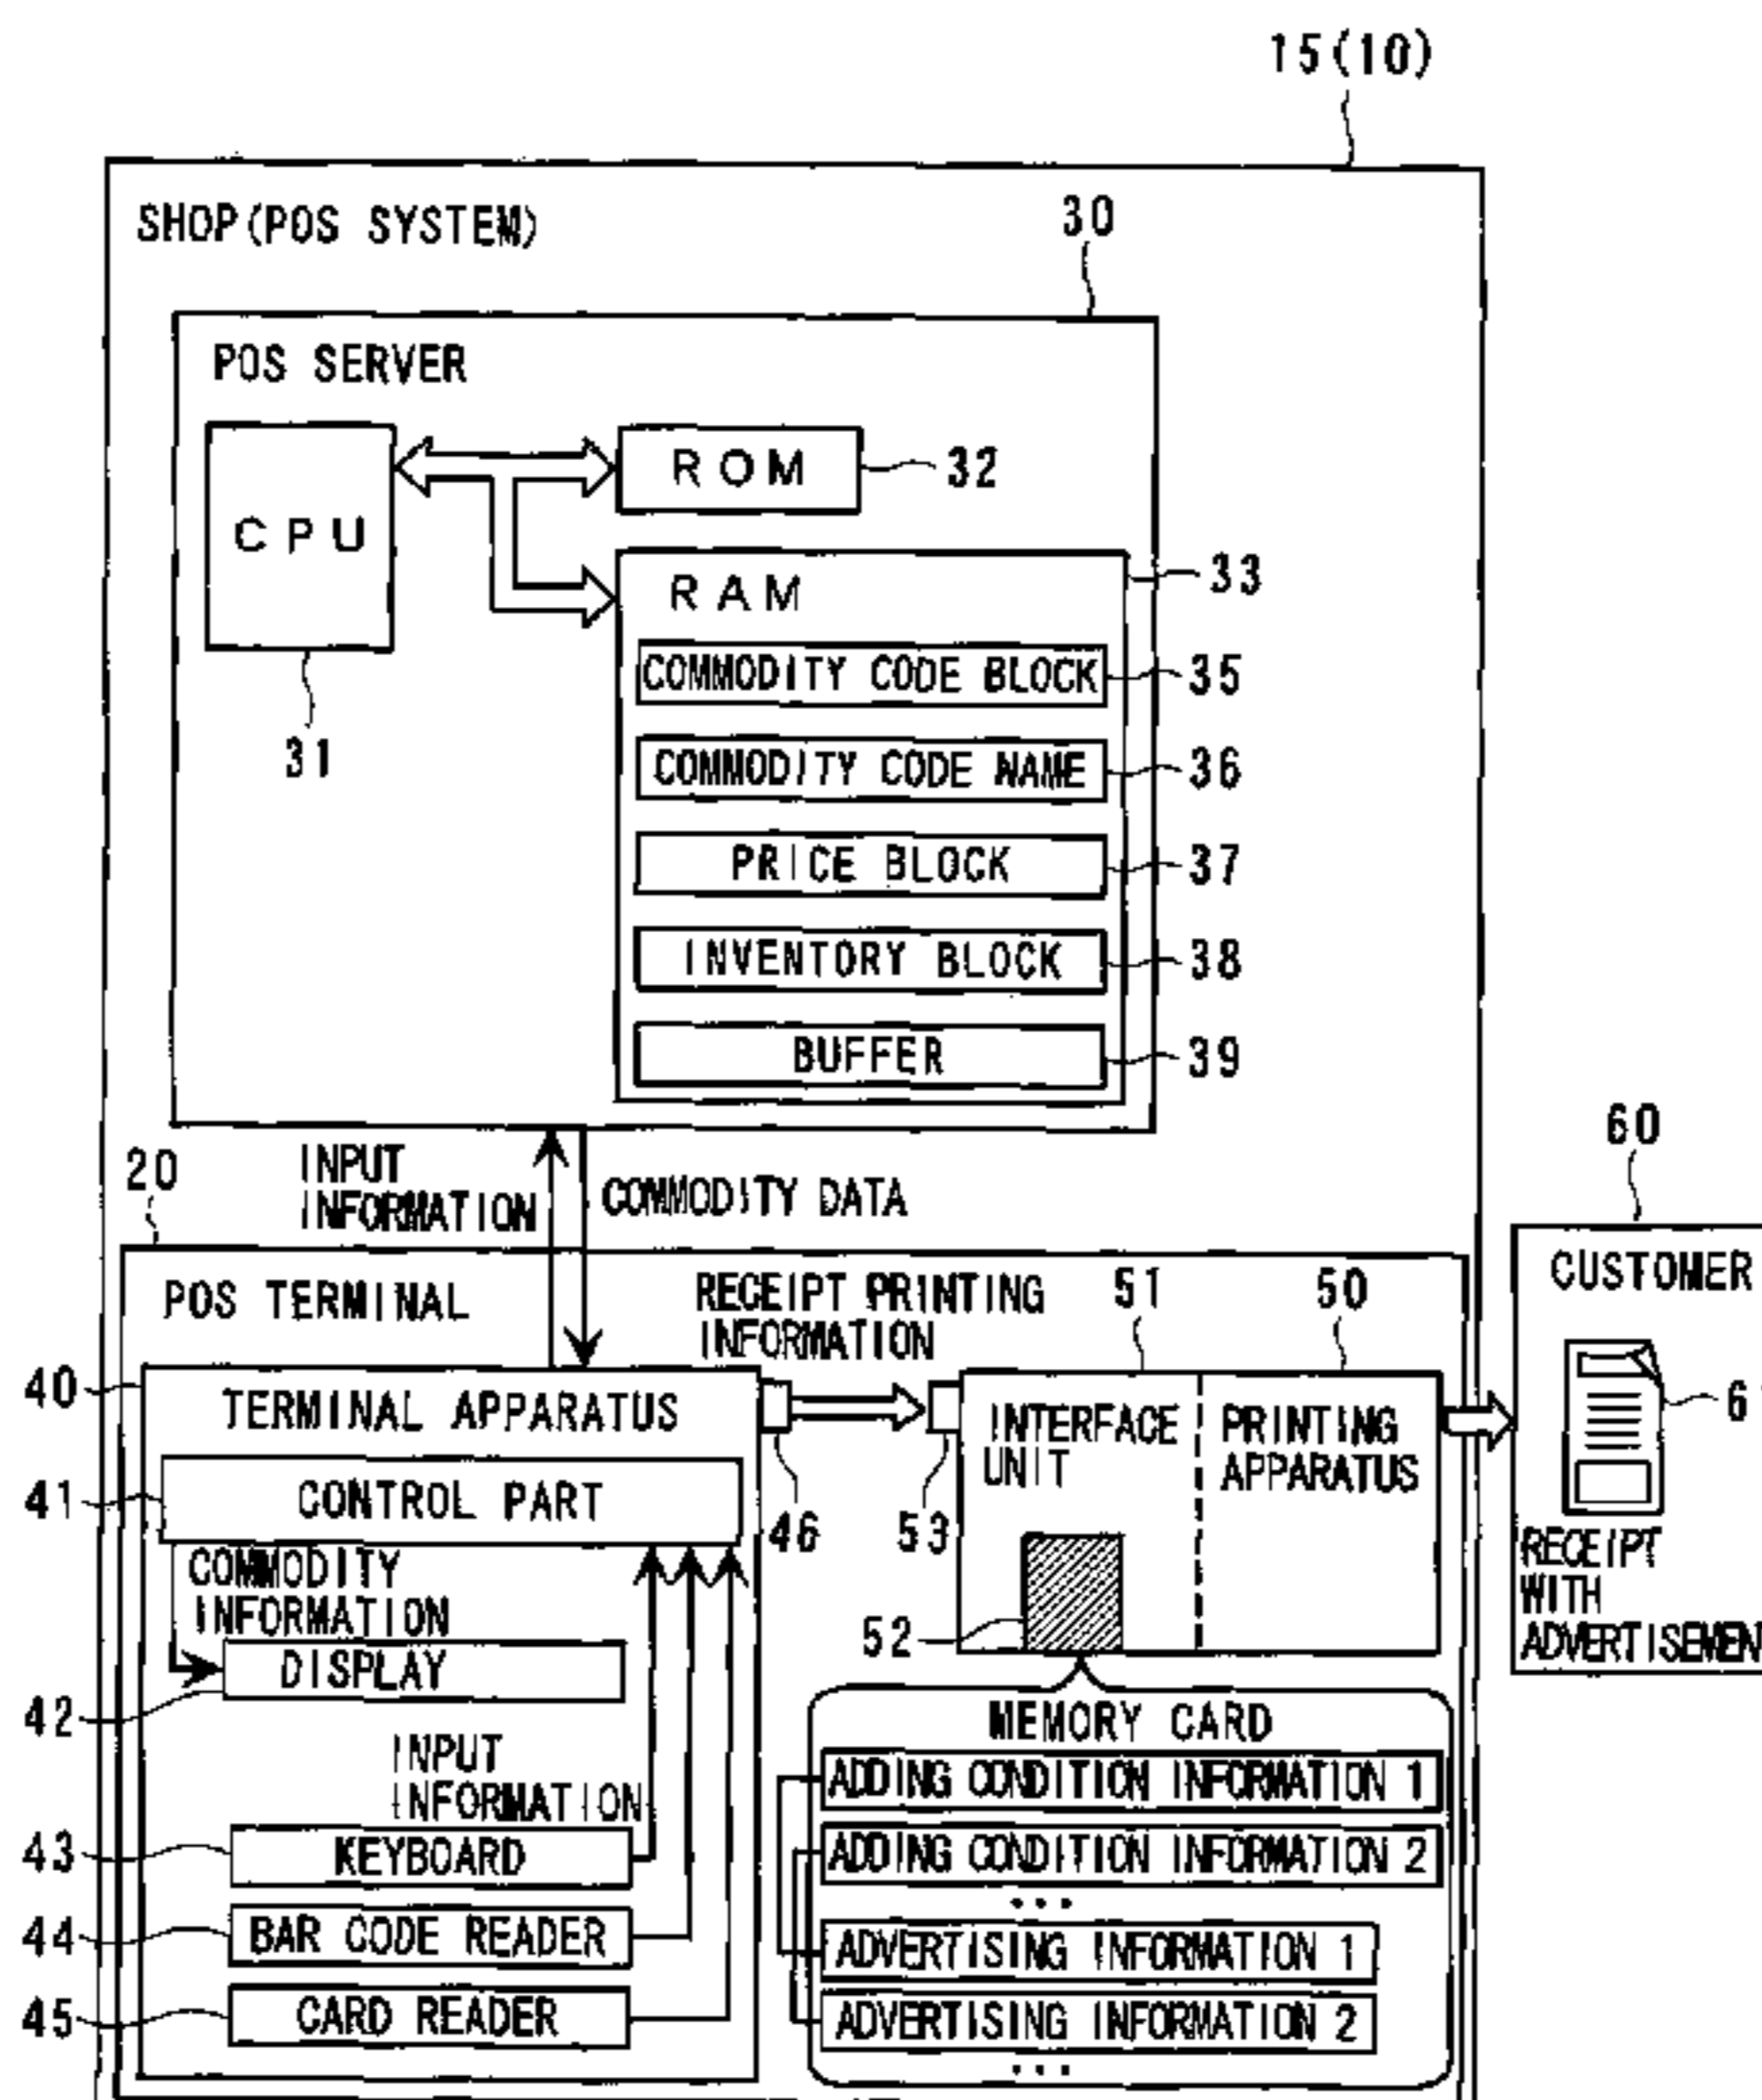 15(10)
SHOP(POS SYSTEM)
30
POS SERVER
CPU
31
ROM
32
RAM
33
COMMODITY CODE BLOCK
35
COMMODITY CODE NAME
36
PRICE BLOCK
37
INVENTORY BLOCK
38
BUFFER
39
INPUT
INFORMATION
COMMODITY DATA
20
POS TERMINAL
RECEIPT PRINTING
INFORMATION
51
50
60
CUSTOMER
40
TERMINAL APPARATUS
46
53
INTERFACE
UNIT
PRINTING
APPARATUS
41
CONTROL PART
52
COMMODITY
INFORMATION
DISPLAY
42
INPUT
INFORMATION
43
KEYBOARD
44
BAR CODE READER
45
CARD READER
MEMORY CARD
ADDING CONDITION INFORMATION 1
ADDING CONDITION INFORMATION 2
...
ADVERTISING INFORMATION 1
ADVERTISING INFORMATION 2
...
RECEIPT
WITH